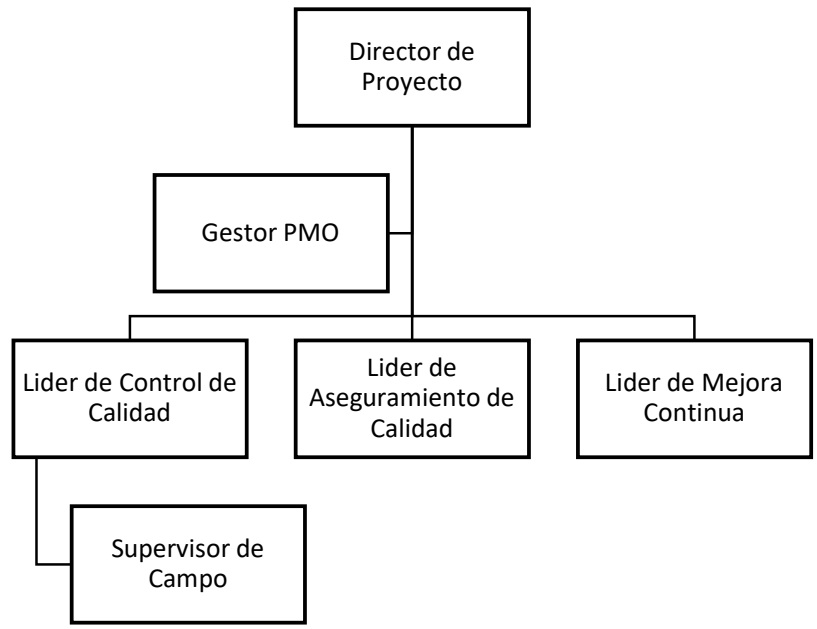 Director de
Proyecto
Gestor PMO
Lider de Control de
Calidad
Lider de
Aseguramiento de
Calidad
Lider de Mejora
Continua
Supervisor de
Campo